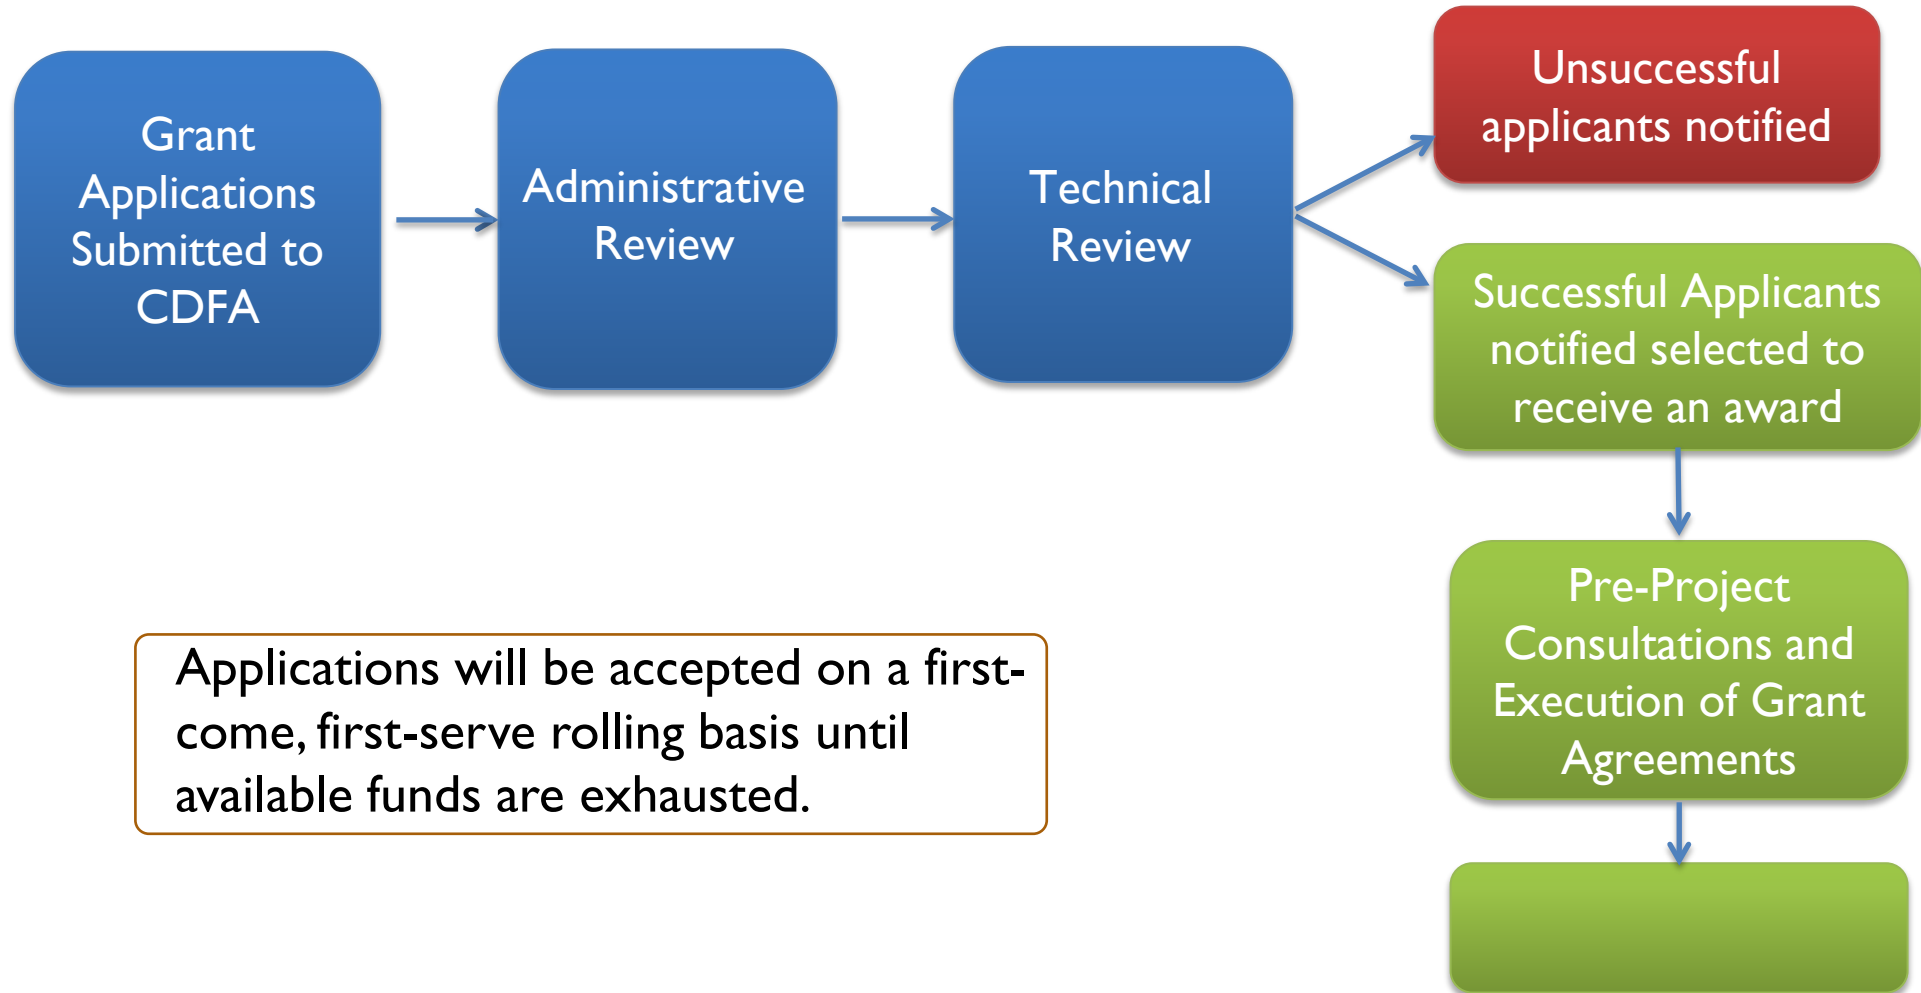 Grant
Applications
Submitted to
CDFA
Administrative
Review
Technical
Review
Unsuccessful
applicants notified
Successful Applicants
notified selected to
receive an award
Pre-Project
Consultations and
Execution of Grant
Agreements
Applications will be accepted on a first-
come, first-serve rolling basis until
available funds are exhausted.